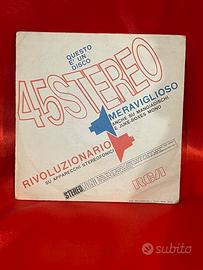 QUESTO
E' UN
DISCO
45STEREO
MERAVIGLIOSO
ANCHE SU MANGIADISCHI
E JUKE-BOXES MONO
RIVOLUZIONARIO
SU APPARECCHI STEREOFONICI
STEREO
RCA
subito